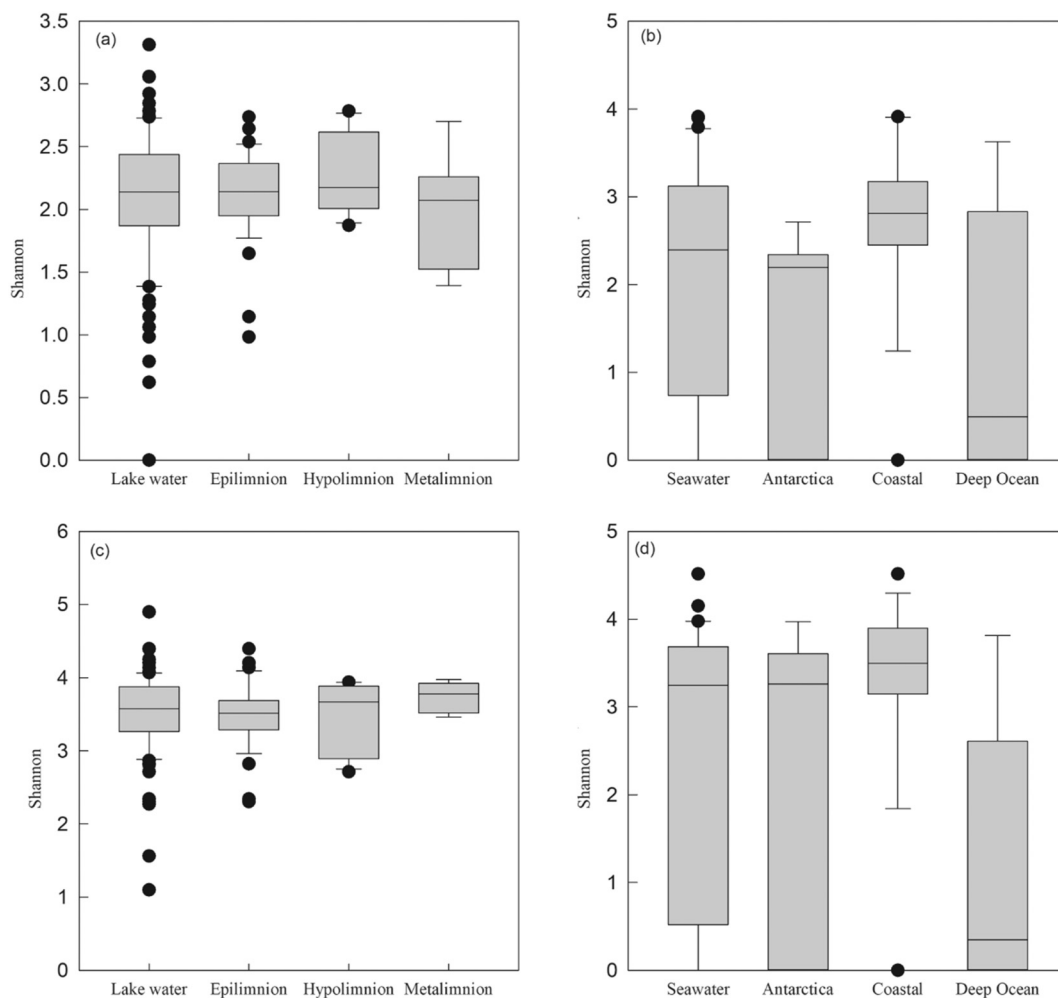 (a)
3.5
3.0
2.5
2.0
1.5
1.0
0.5
0.0
Shannon
Lake water Epilimnion Hypolimnion Metalimnion
(b)
5
4
3
2
1
0
Shannon
Seawater Antarctica Coastal Deep Ocean
(c)
6
5
4
3
2
1
0
Shannon
Lake water Epilimnion Hypolimnion Metalimnion
(d)
5
4
3
2
1
0
Shannon
Seawater Antarctica Coastal Deep Ocean